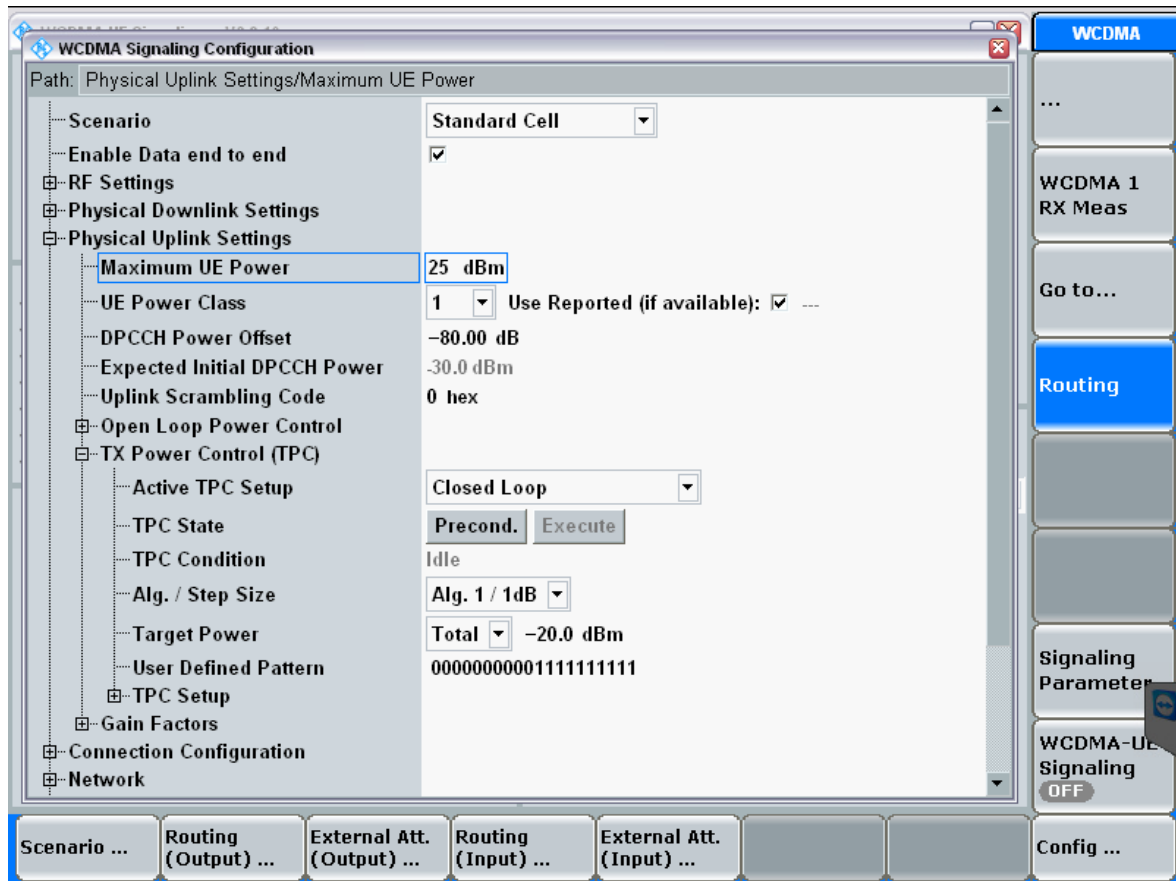 WCDMA
WCDMA Signaling Configuration
Path: Physical Uplink Settings/Maximum UE Power
Scenario Standard Cell
Enable Data end to end
RF Settings
Physical Downlink Settings
Physical Uplink Settings
Maximum UE Power 25 dBm
UE Power Class 1 Use Reported (if available): ---
DPCCH Power Offset -80.00 dB
Expected Initial DPCCH Power -30.0 dBm
Uplink Scrambling Code 0 hex
Open Loop Power Control
TX Power Control (TPC)
Active TPC Setup Closed Loop
TPC State Precond. Execute
TPC Condition Idle
Alg. / Step Size Alg. 1 / 1dB
Target Power Total -20.0 dBm
User Defined Pattern 00000000001111111111
TPC Setup
Gain Factors
Connection Configuration
Network
...
WCDMA 1
RX Meas
Go to...
Routing
Signaling
Parameter
WCDMA-UE
Signaling
OFF
Scenario ...
Routing
(Output) ...
External Att.
(Output) ...
Routing
(Input) ...
External Att.
(Input) ...
Config ...